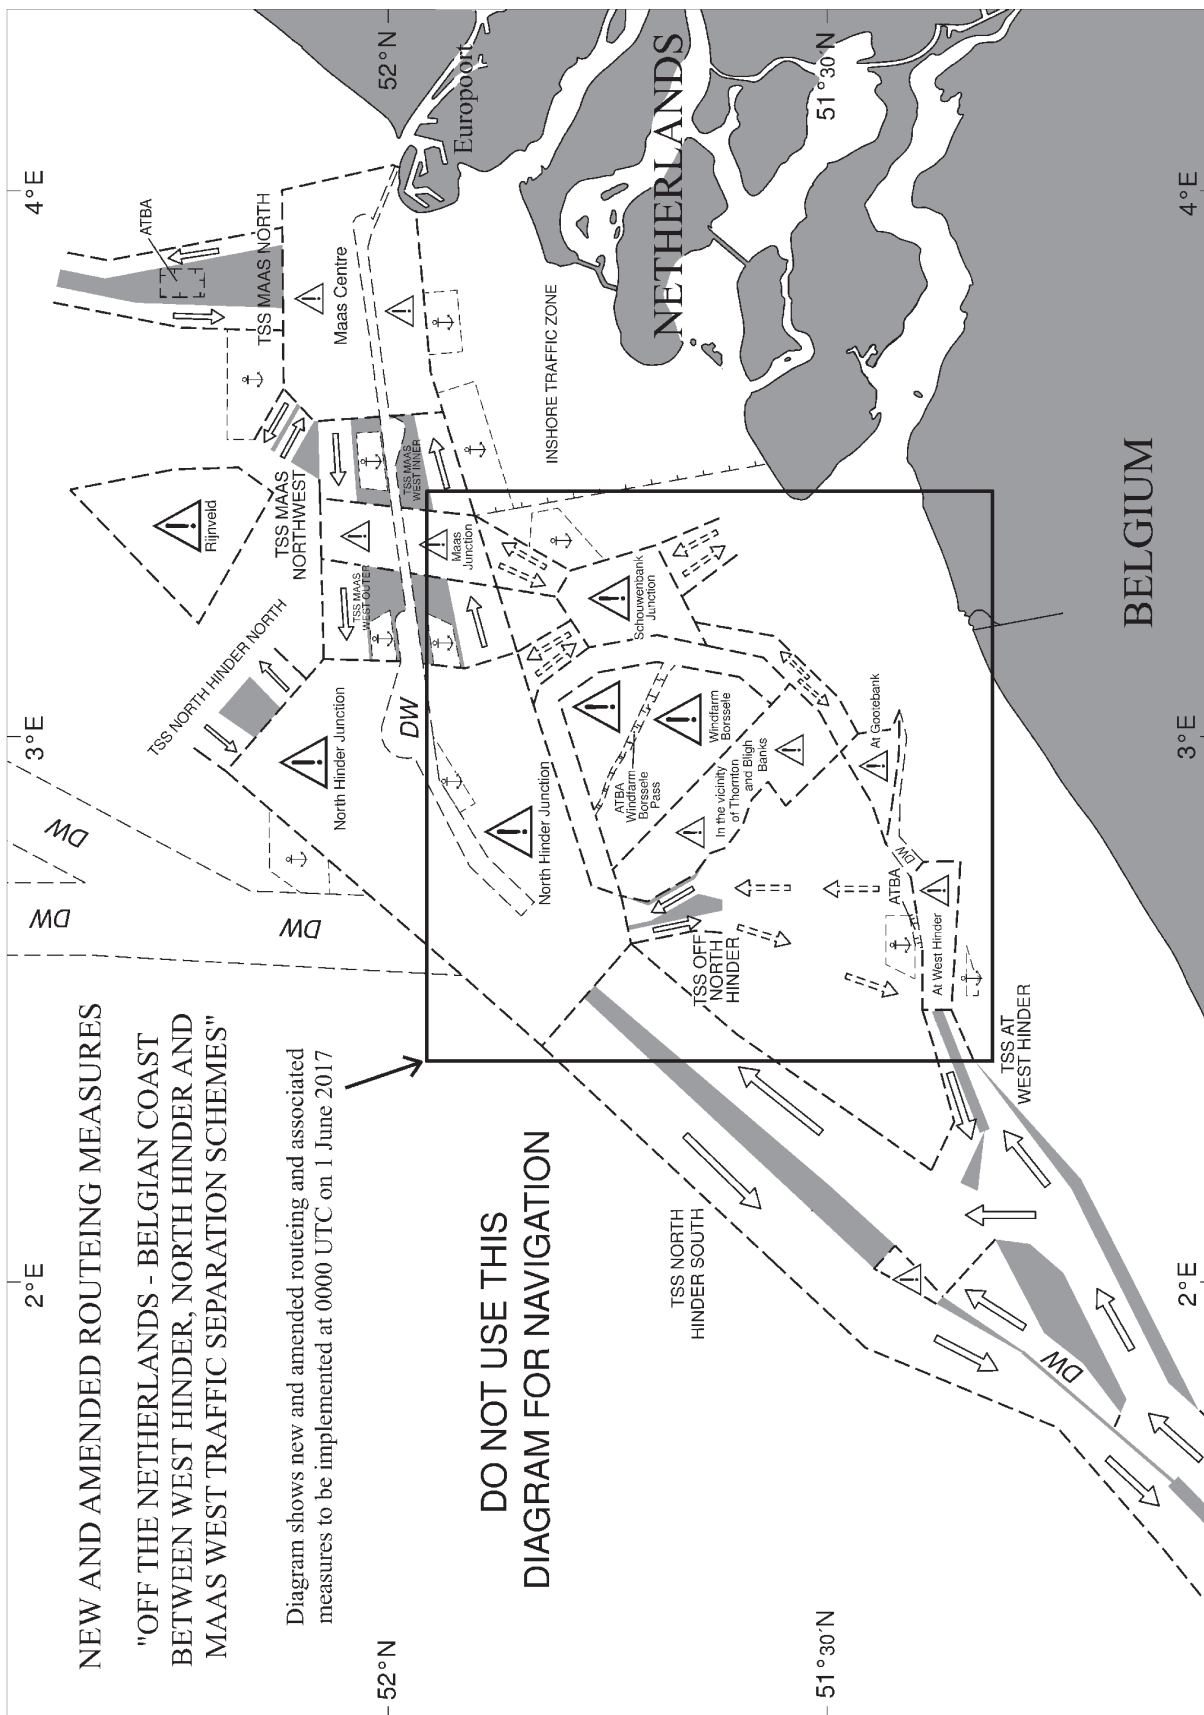 NEW AND AMENDED ROUTEING MEASURES
"OFF THE NETHERLANDS - BELGIAN COAST
BETWEEN WEST HINDER, NORTH HINDER AND
MAAS WEST TRAFFIC SEPARATION SCHEMES"
Diagram shows new and amended routeing and associated
measures to be implemented at 0000 UTC on 1 June 2017
DO NOT USE THIS
DIAGRAM FOR NAVIGATION
2°E
3°E
4°E
52°N
52°N
51°30'N
51°30'N
2°E
3°E
4°E
DW
DW
DW
TSS NORTH HINDER NORTH
North Hinder Junction
Rijnveld
TSS MAAS
NORTHWEST
TSS MAAS NORTH
ATBA
Maas Centre
Europoort
TSS MAAS
WEST OUTER
TSS MAAS
WEST INNER
Maas
Junction
DW
North Hinder Junction
INSHORE TRAFFIC ZONE
NETHERLANDS
Schouwenbank
Junction
ATBA
Windfarm
Borssele
Pass
Windfarm
Borssele
In the vicinity
of Thornton
and Bligh
Banks
At Gootebank
TSS OFF
NORTH
HINDER
ATBA
DW
At West Hinder
TSS AT
WEST HINDER
TSS NORTH
HINDER SOUTH
DW
BELGIUM